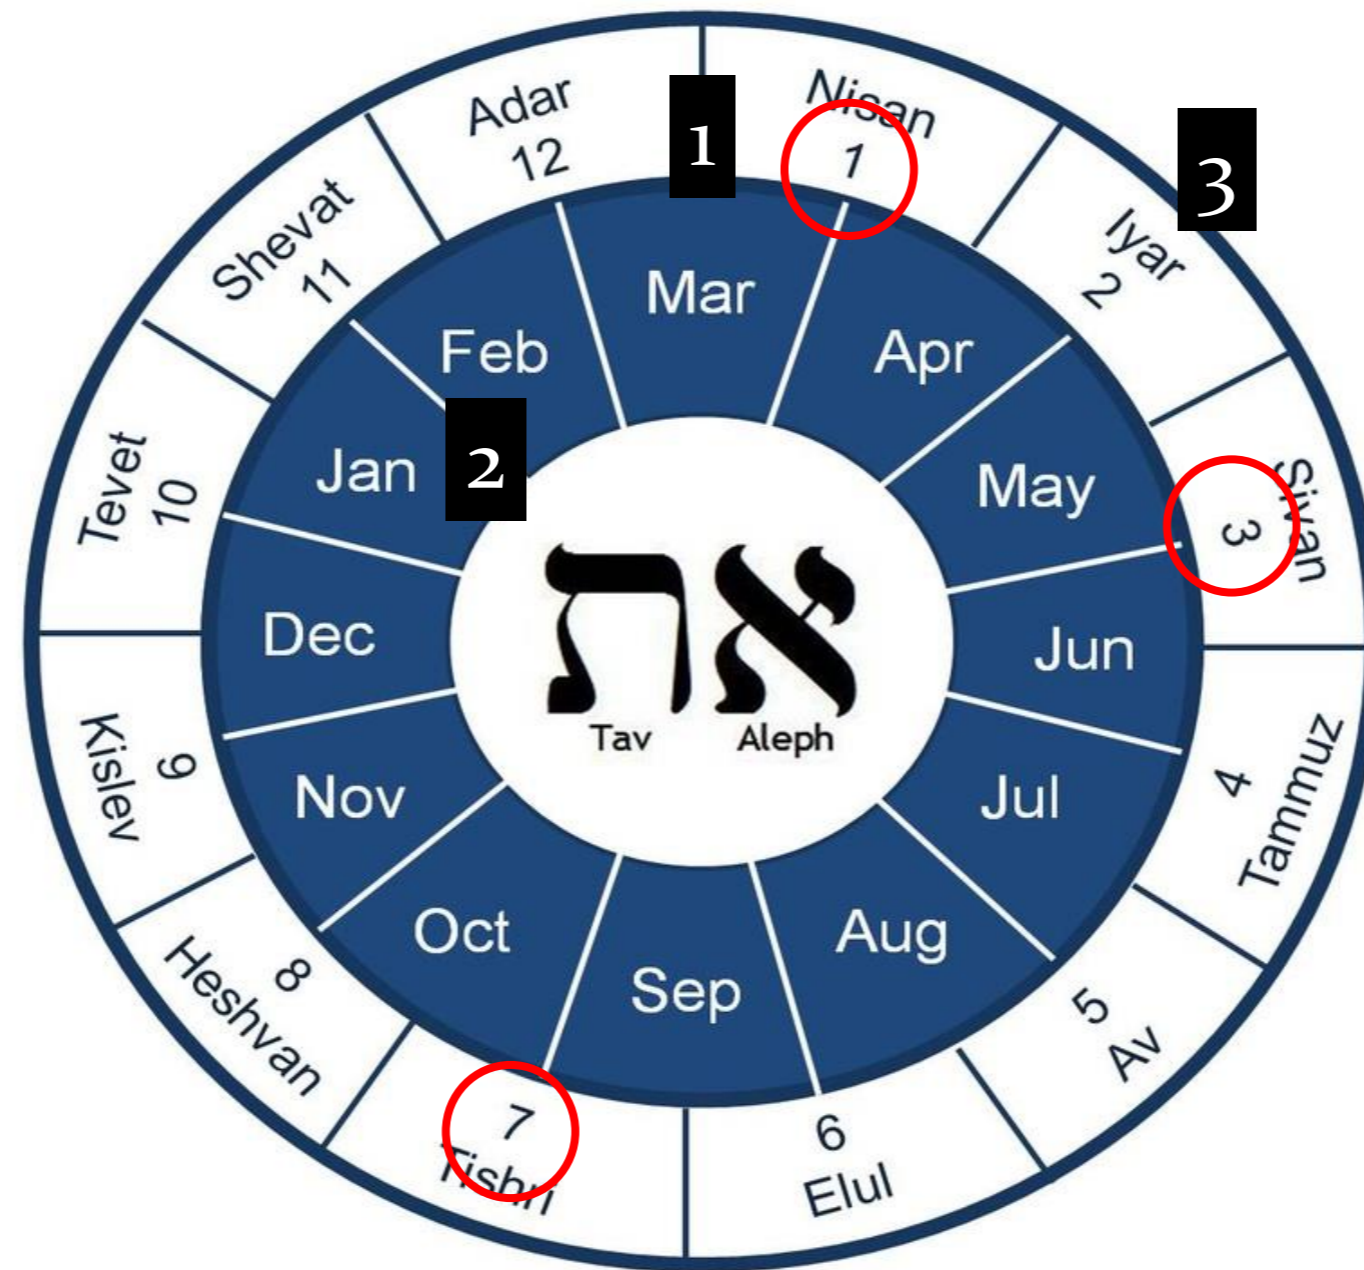 Nisan
1
Iyar
2
Sivan
3
4
Tammuz
5
Av
6
Elul
7
Tishri
8
Heshvan
9
Kislev
Tevet
10
Shevat
11
Adar
12
1
2
3
Jan
Feb
Mar
Apr
May
Jun
Jul
Aug
Sep
Oct
Nov
Dec
את
Tav Aleph